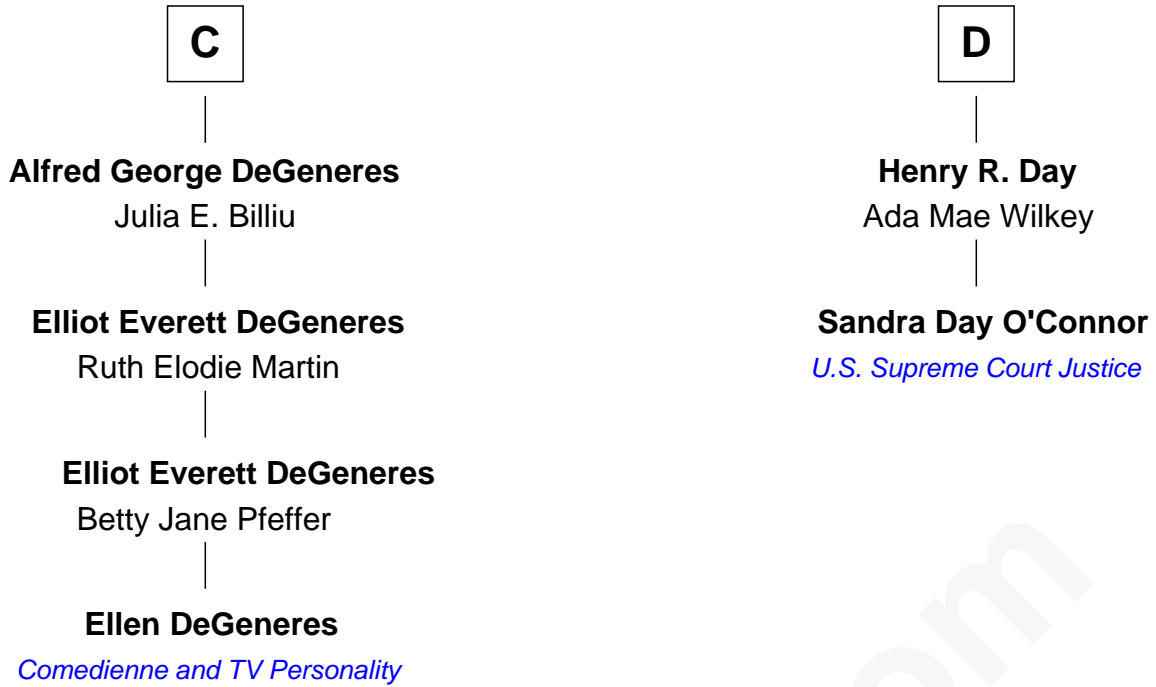 C
Alfred George DeGeneres
Julia E. Billiu
Elliot Everett DeGeneres
Ruth Elodie Martin
Elliot Everett DeGeneres
Betty Jane Pfeffer
Ellen DeGeneres
Comedienne and TV Personality
D
Henry R. Day
Ada Mae Wilkey
Sandra Day O'Connor
U.S. Supreme Court Justice
om